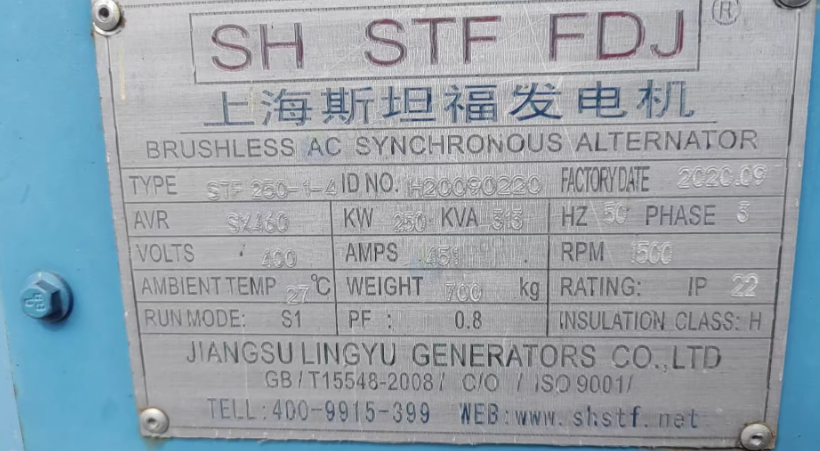 SH STF FDJ ®
上海斯坦福发电机
BRUSHLESS AC SYNCHRONOUS ALTERNATOR
TYPE STF 250-1-4 ID NO. H20090220 FACTORY DATE 2020.09
AVR SX460 KW 250 KVA 313 HZ 50 PHASE 3
VOLTS 400 AMPS 451 RPM 1500
AMBIENT TEMP 27 ℃ WEIGHT 700 kg RATING: IP 22
RUN MODE: S1 PF : 0.8 INSULATION CLASS: H
JIANGSU LINGYU GENERATORS CO.,LTD
GB/T15548-2008/ C/O / ISO 9001/
TELL:400-9915-399 WEB:www.shstf.net